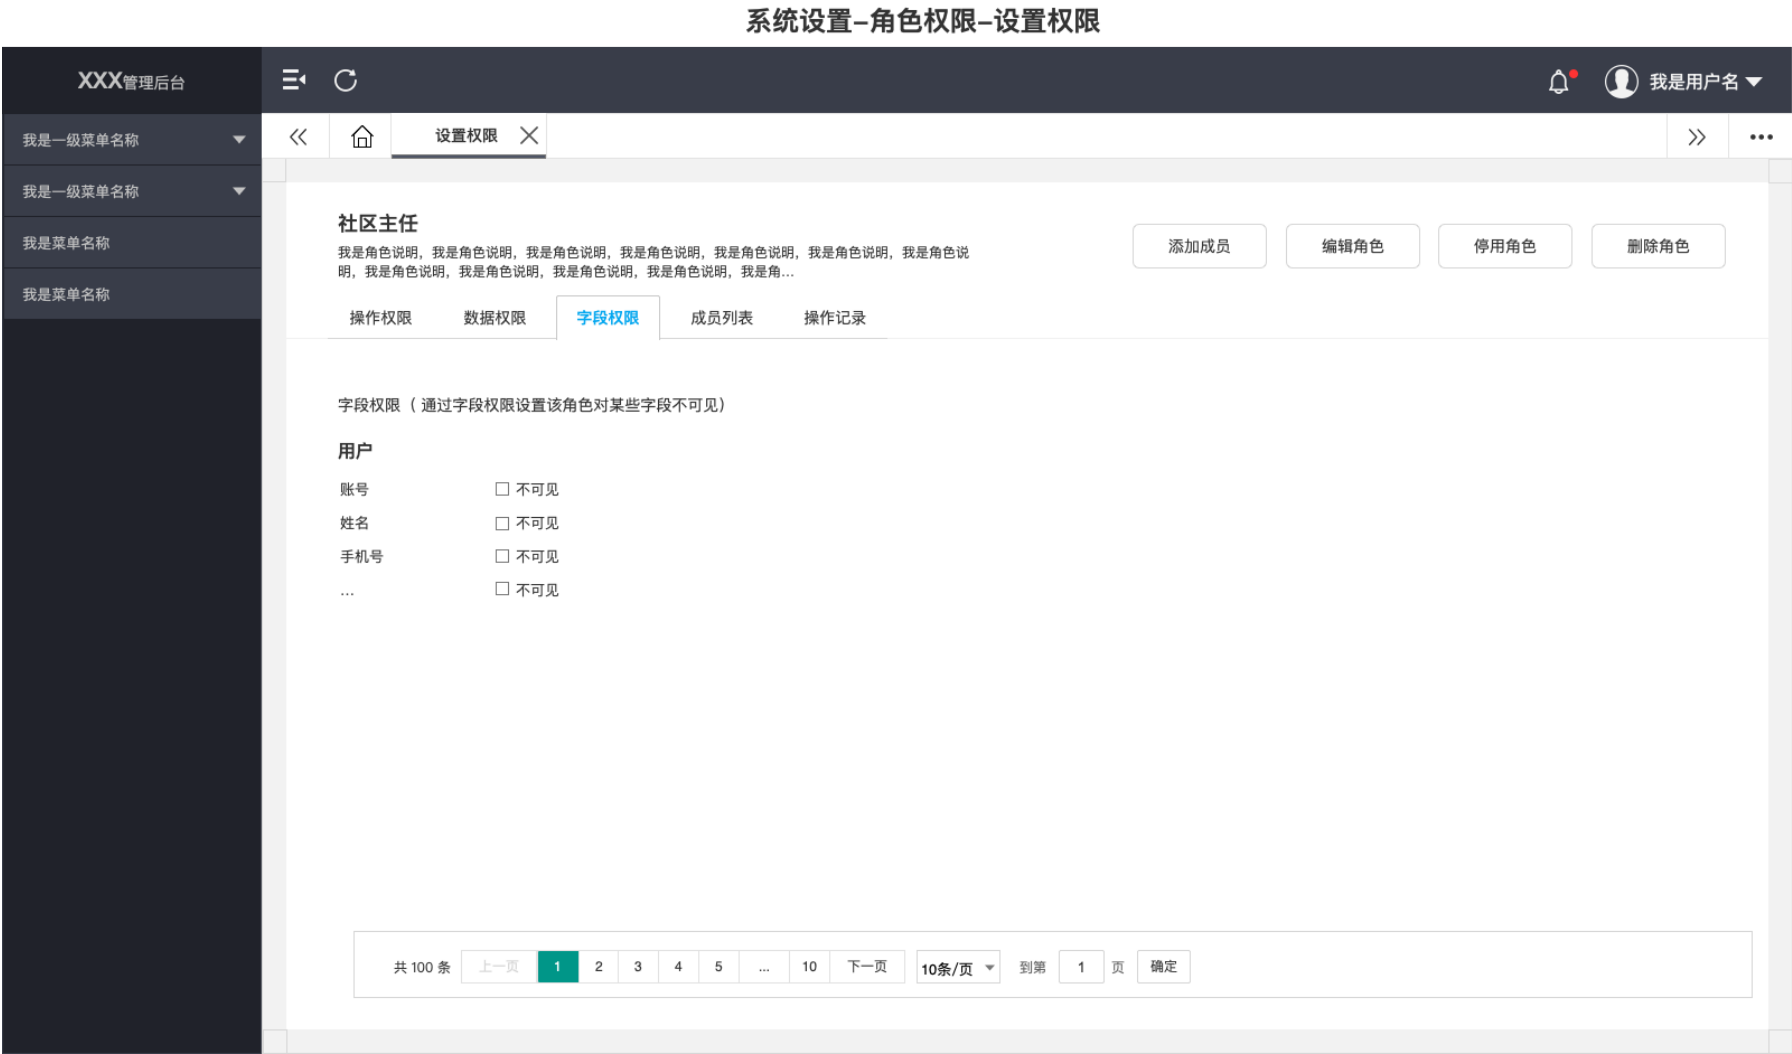 系统设置–角色权限–设置权限
XXX管理后台
我是用户名
我是一级菜单名称
我是一级菜单名称
我是菜单名称
我是菜单名称
设置权限
社区主任
我是角色说明，我是角色说明，我是角色说明，我是角色说明，我是角色说明，我是角色说明，我是角色说
明，我是角色说明，我是角色说明，我是角色说明，我是角色说明，我是角...
添加成员
编辑角色
停用角色
删除角色
操作权限
数据权限
字段权限
成员列表
操作记录
字段权限（ 通过字段权限设置该角色对某些字段不可见）
用户
账号 不可见
姓名 不可见
手机号 不可见
... 不可见
共 100 条 上一页 1 2 3 4 5 ... 10 下一页 10条/页 到第 1 页 确定